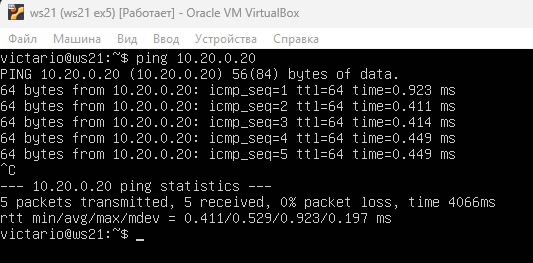 ws21 (ws21 ex5) [Работает] - Oracle VM VirtualBox
Файл Машина Вид Ввод Устройства Справка
victario@ws21:~$ ping 10.20.0.20
PING 10.20.0.20 (10.20.0.20) 56(84) bytes of data.
64 bytes from 10.20.0.20: icmp_seq=1 ttl=64 time=0.923 ms
64 bytes from 10.20.0.20: icmp_seq=2 ttl=64 time=0.411 ms
64 bytes from 10.20.0.20: icmp_seq=3 ttl=64 time=0.414 ms
64 bytes from 10.20.0.20: icmp_seq=4 ttl=64 time=0.449 ms
64 bytes from 10.20.0.20: icmp_seq=5 ttl=64 time=0.449 ms
^C
--- 10.20.0.20 ping statistics ---
5 packets transmitted, 5 received, 0% packet loss, time 4066ms
rtt min/avg/max/mdev = 0.411/0.529/0.923/0.197 ms
victario@ws21:~$ _